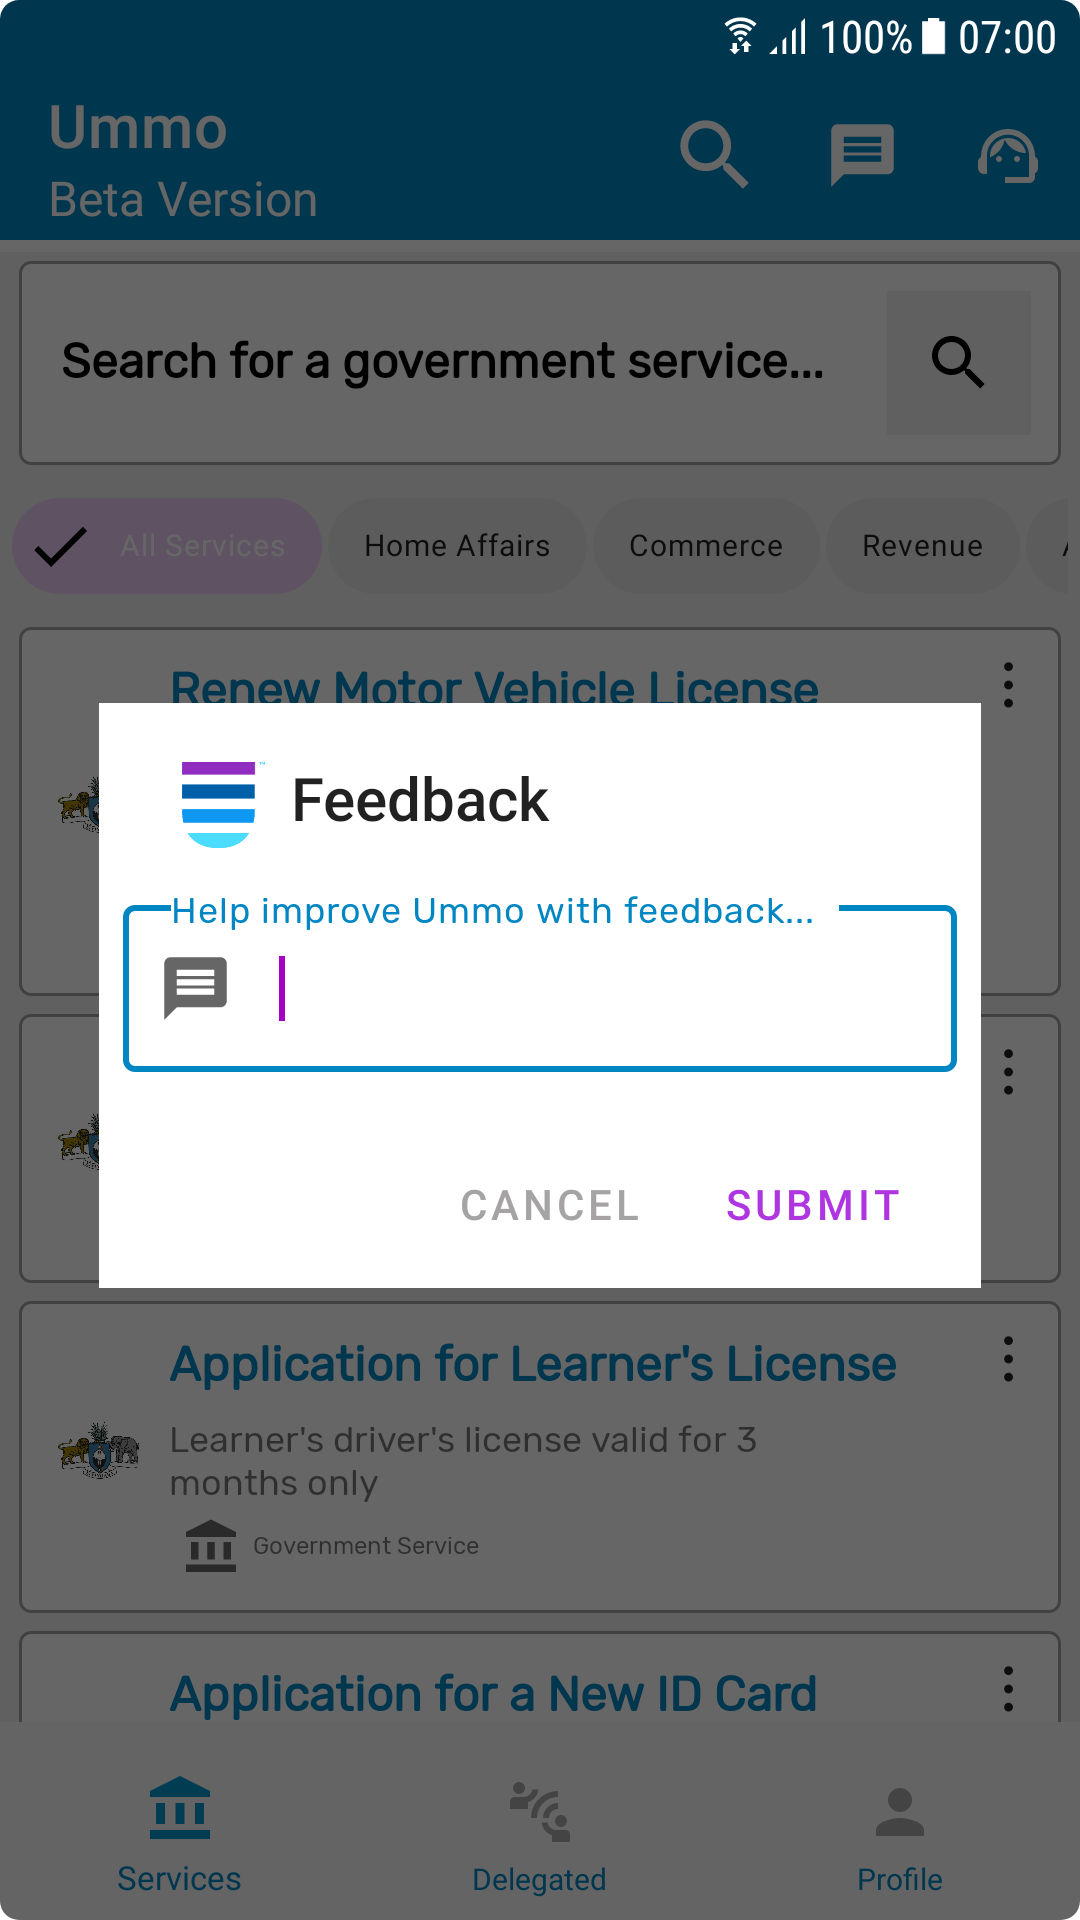 100% 07:00
Ummo
Beta Version
Search for a government service...
All Services Home Affairs Commerce Revenue
Renew Motor Vehicle License
Feedback
Help improve Ummo with feedback...
CANCEL SUBMIT
Application for Learner's License
Learner's driver's license valid for 3
months only
Government Service
Application for a New ID Card
Services Delegated Profile